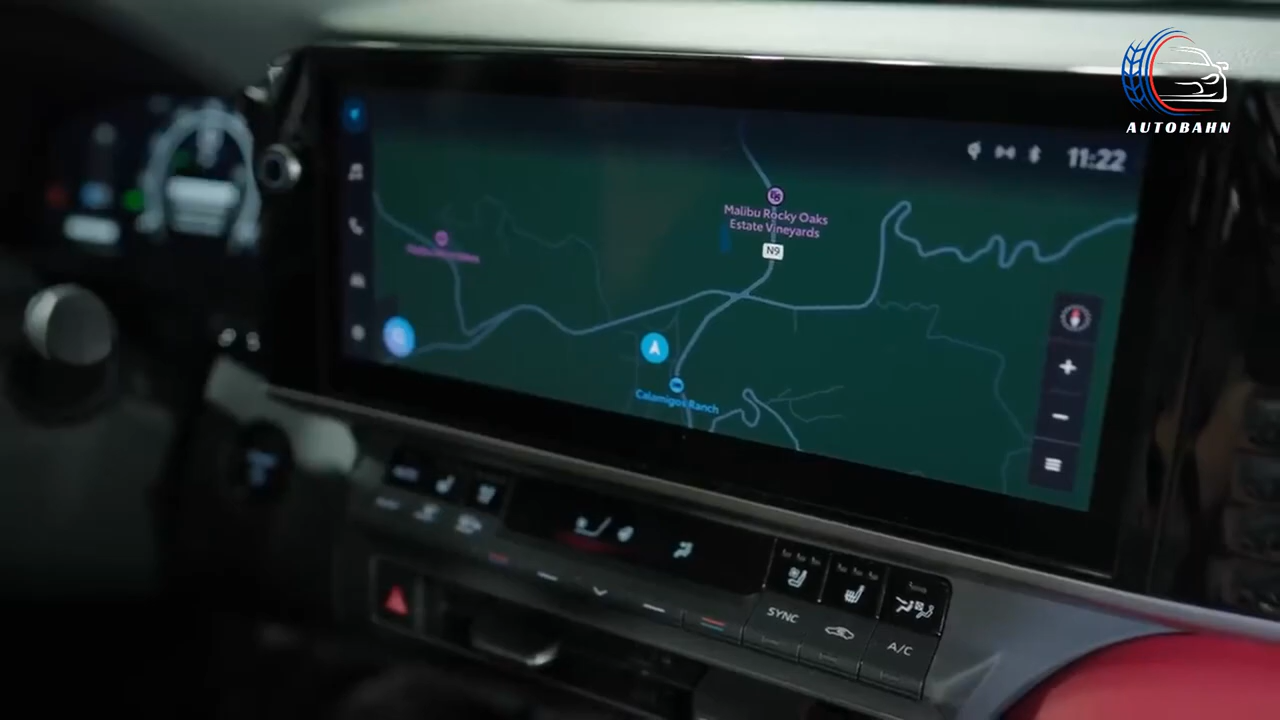 AUTOBAHN
11:22
Malibu Rocky Oaks
Estate Vineyards
N9
Calamigos Ranch
SYNC
A/C